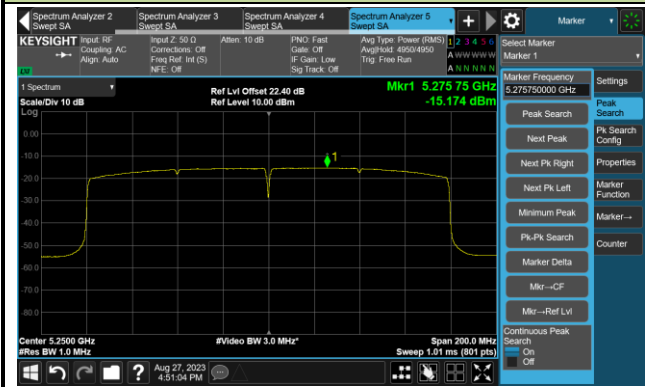 Spectrum Analyzer 2
Swept SA
Spectrum Analyzer 3
Swept SA
Spectrum Analyzer 4
Swept SA
Spectrum Analyzer 5
Swept SA
+
Marker
KEYSIGHT
Input: RF
Coupling: AC
Align: Auto
Input Z: 50 Ω
Corrections: Off
Freq Ref: Int (S)
NFE: Off
Atten: 10 dB
PNO: Fast
Gate: Off
IF Gain: Low
Sig Track: Off
Avg Type: Power (RMS)
Avg|Hold: 4950/4950
Trig: Free Run
1 2 3 4 5 6
A W W W W W
A N N N N N
Select Marker
Marker 1
1 Spectrum
Scale/Div 10 dB
Log
Ref Lvl Offset 22.40 dB
Ref Level 10.00 dBm
Mkr1 5.275 75 GHz
-15.174 dBm
0.00
-10.0
-20.0
-30.0
-40.0
-50.0
-60.0
-70.0
-80.0
1
Center 5.2500 GHz
#Res BW 1.0 MHz
#Video BW 3.0 MHz*
Span 200.0 MHz
Sweep 1.01 ms (801 pts)
Marker Frequency
5.275750000 GHz
Peak Search
Next Peak
Next Pk Right
Next Pk Left
Minimum Peak
Pk-Pk Search
Marker Delta
Mkr→CF
Mkr→Ref Lvl
Continuous Peak
Search
On
Off
Settings
Peak
Search
Pk Search
Config
Properties
Marker
Function
Marker→
Counter
?
Aug 27, 2023
4:51:04 PM